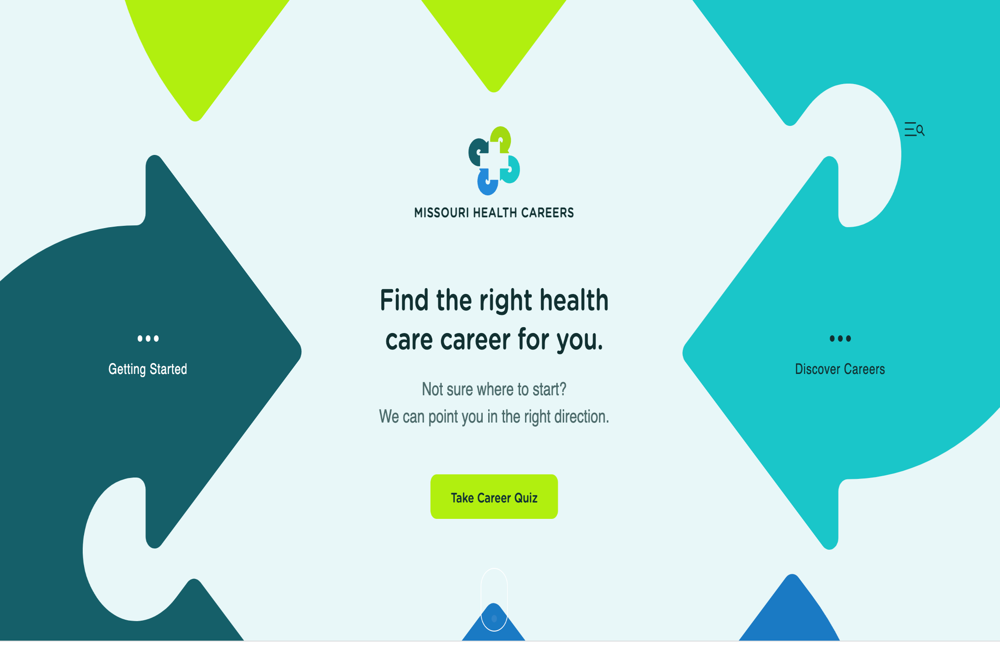 MISSOURI HEALTH CAREERS
Find the right health
care career for you.
Getting Started
Discover Careers
Not sure where to start?
We can point you in the right direction.
Take Career Quiz